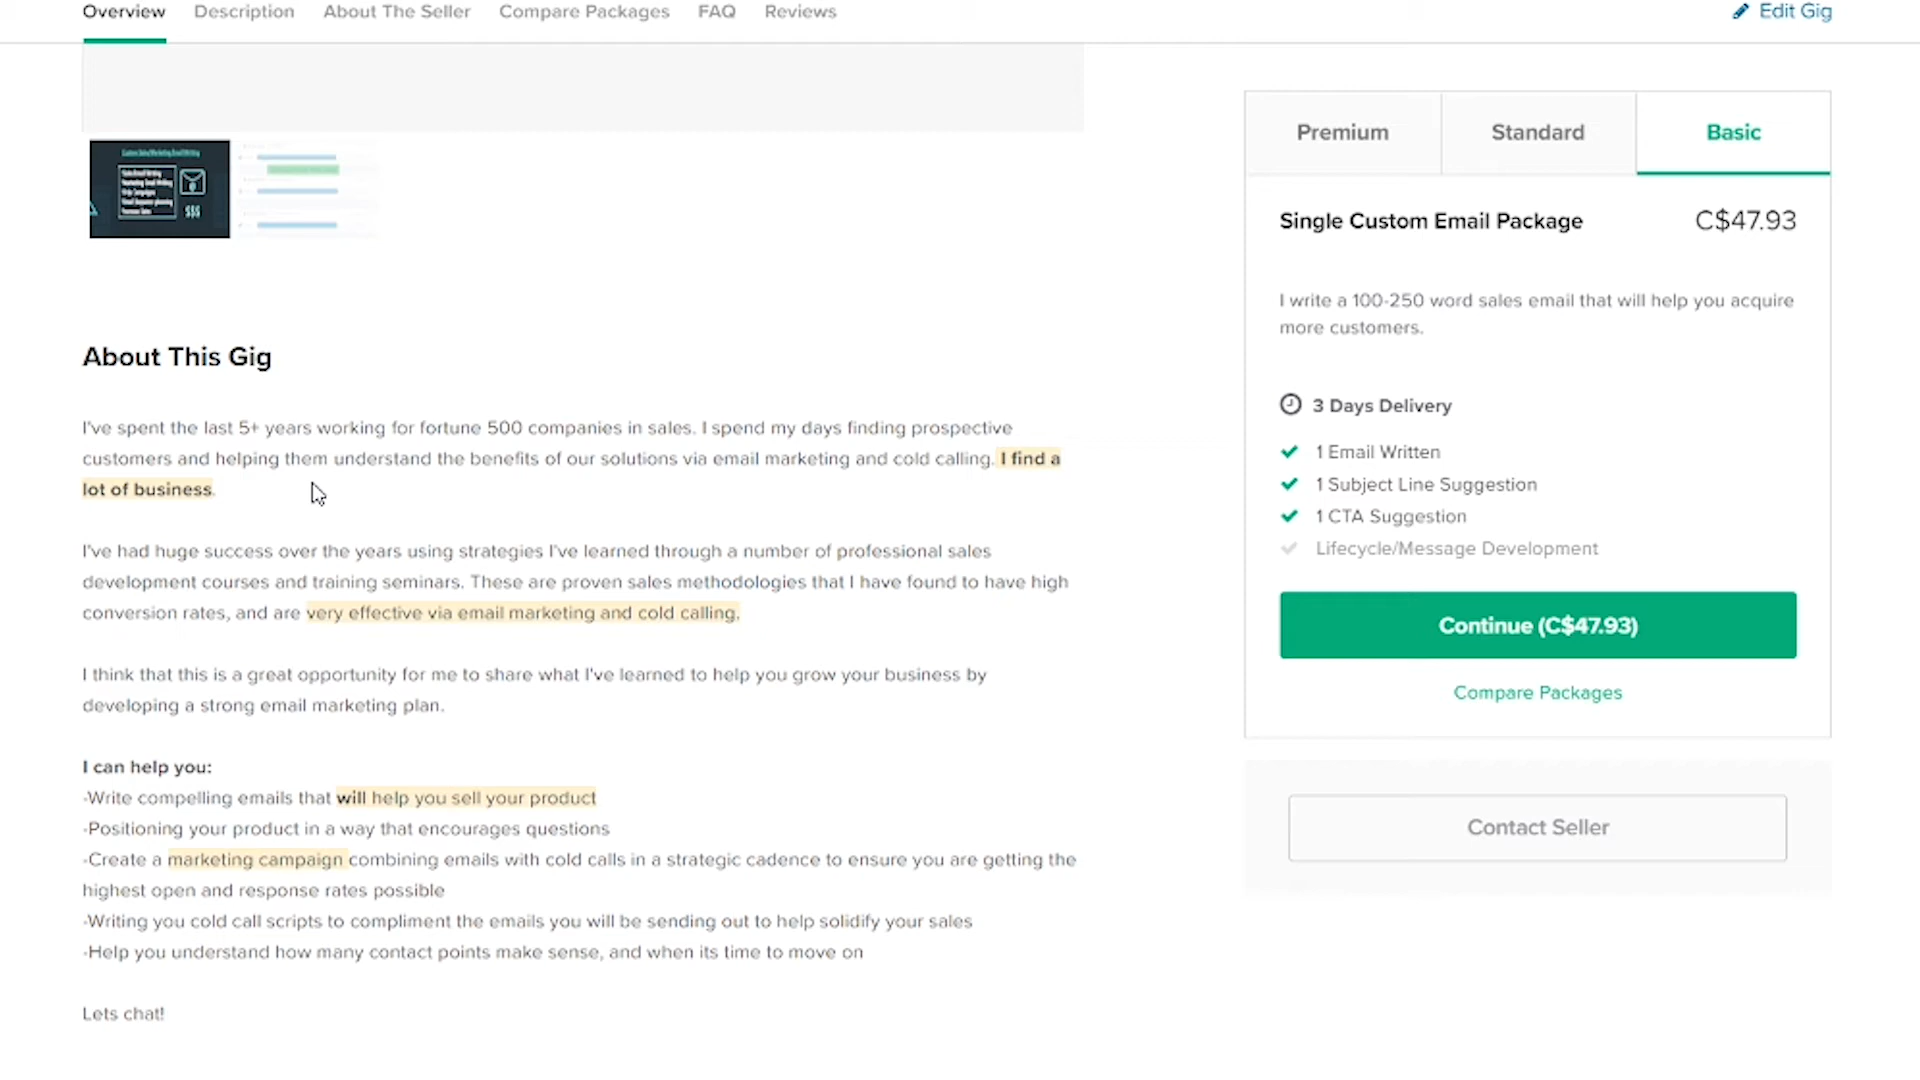 Overview Description About The Seller Compare Packages FAQ Reviews
Edit Gig
$$$
About This Gig
I've spent the last 5+ years working for fortune 500 companies in sales. I spend my days finding prospective
customers and helping them understand the benefits of our solutions via email marketing and cold calling. I find a
lot of business.
I've had huge success over the years using strategies I've learned through a number of professional sales
development courses and training seminars. These are proven sales methodologies that I have found to have high
conversion rates, and are very effective via email marketing and cold calling.
I think that this is a great opportunity for me to share what I've learned to help you grow your business by
developing a strong email marketing plan.
I can help you:
-Write compelling emails that will help you sell your product
-Positioning your product in a way that encourages questions
-Create a marketing campaign combining emails with cold calls in a strategic cadence to ensure you are getting the
highest open and response rates possible
-Writing you cold call scripts to compliment the emails you will be sending out to help solidify your sales
-Help you understand how many contact points make sense, and when its time to move on
Lets chat!
Premium Standard Basic
Single Custom Email Package C$47.93
I write a 100-250 word sales email that will help you acquire
more customers.
3 Days Delivery
1 Email Written
1 Subject Line Suggestion
1 CTA Suggestion
Lifecycle/Message Development
Continue (C$47.93)
Compare Packages
Contact Seller